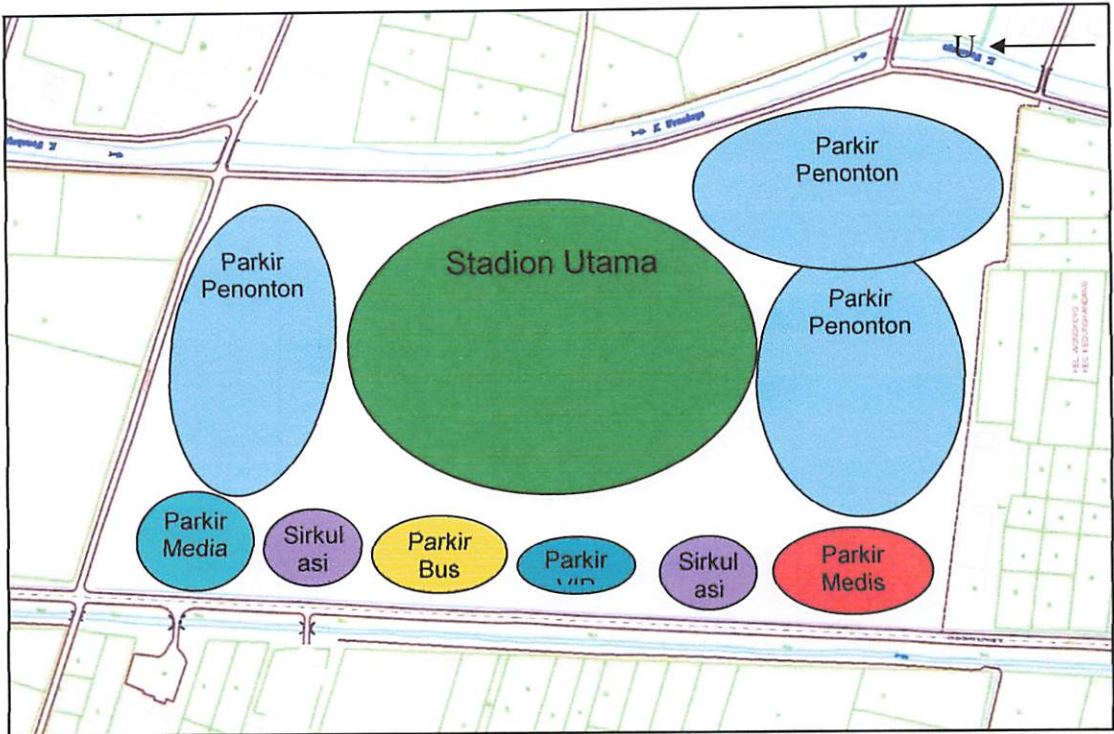 U
Parkir
Penonton
Parkir
Penonton
Stadion Utama
Parkir
Penonton
Parkir
Media
Sirkul
asi
Parkir
Bus
Parkir
VIP
Sirkul
asi
Parkir
Medis